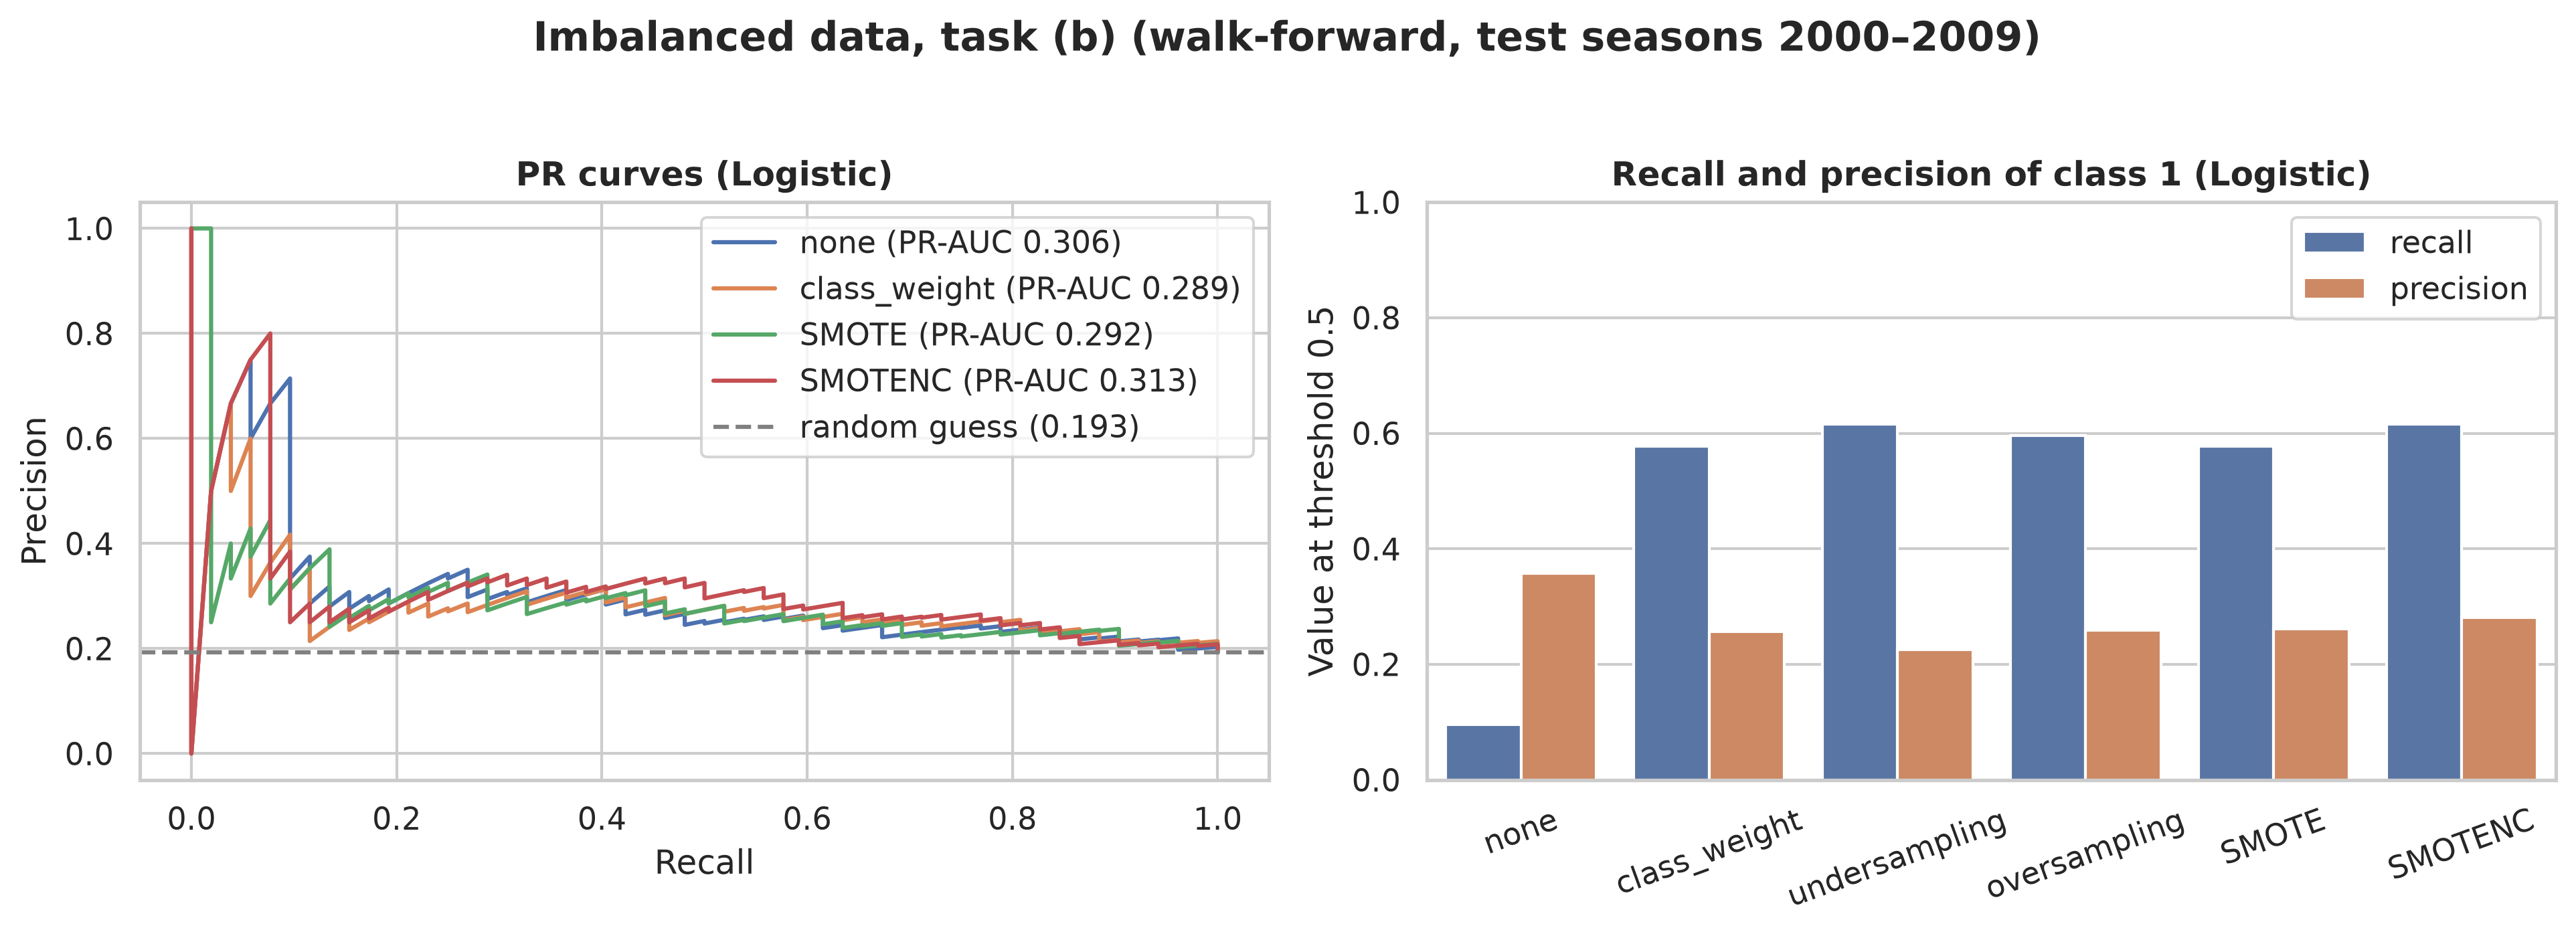 Imbalanced data, task (b) (walk-forward, test seasons 2000–2009)
PR curves (Logistic)
1.0
0.8
0.6
0.4
0.2
0.0
Precision
0.0 0.2 0.4 0.6 0.8 1.0
Recall
none (PR-AUC 0.306)
class_weight (PR-AUC 0.289)
SMOTE (PR-AUC 0.292)
SMOTENC (PR-AUC 0.313)
random guess (0.193)
Recall and precision of class 1 (Logistic)
1.0
0.8
0.6
0.4
0.2
0.0
Value at threshold 0.5
recall
precision
none
class_weight
undersampling
oversampling
SMOTE
SMOTENC